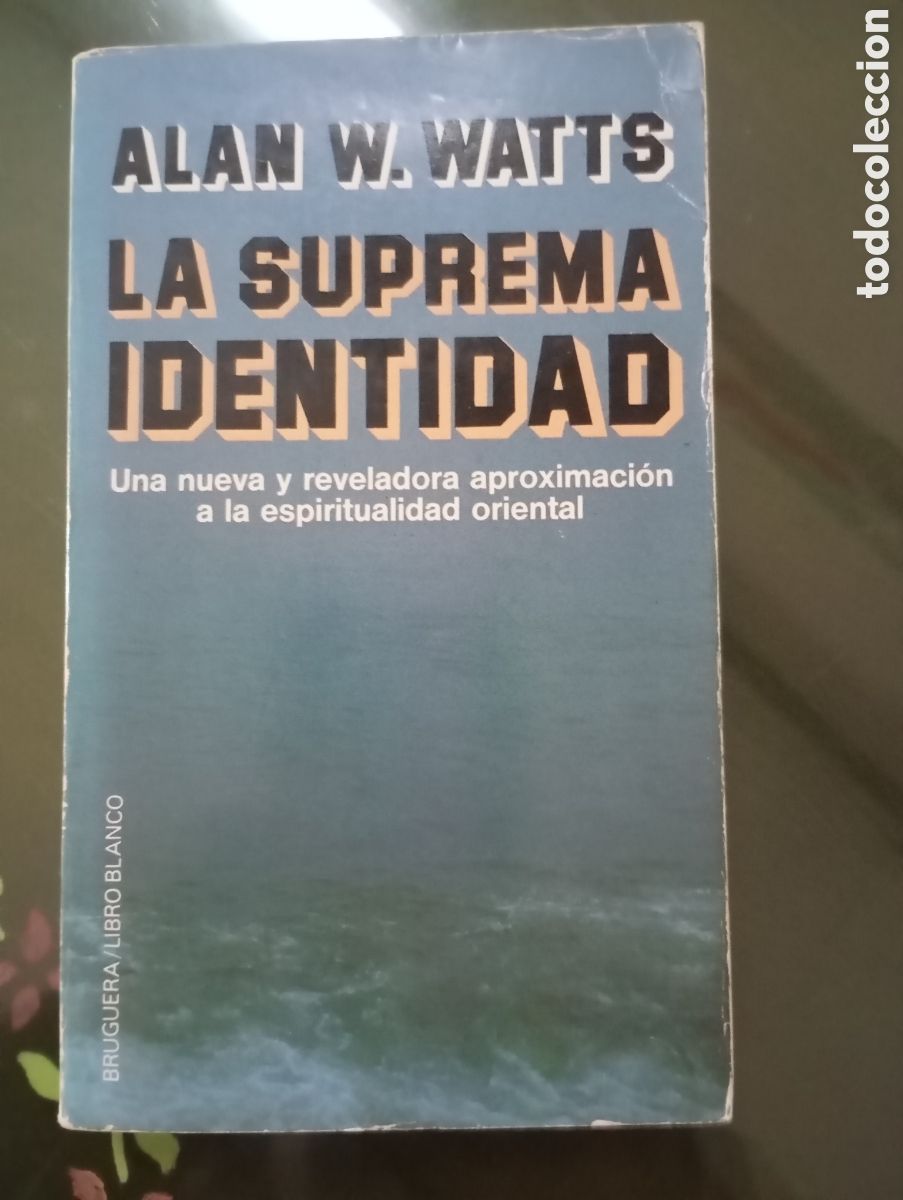 ALAN W. WATTS
LA SUPREMA
IDENTIDAD
Una nueva y reveladora aproximación
a la espiritualidad oriental
BRUGUERA/LIBRO BLANCO
todocoleccion